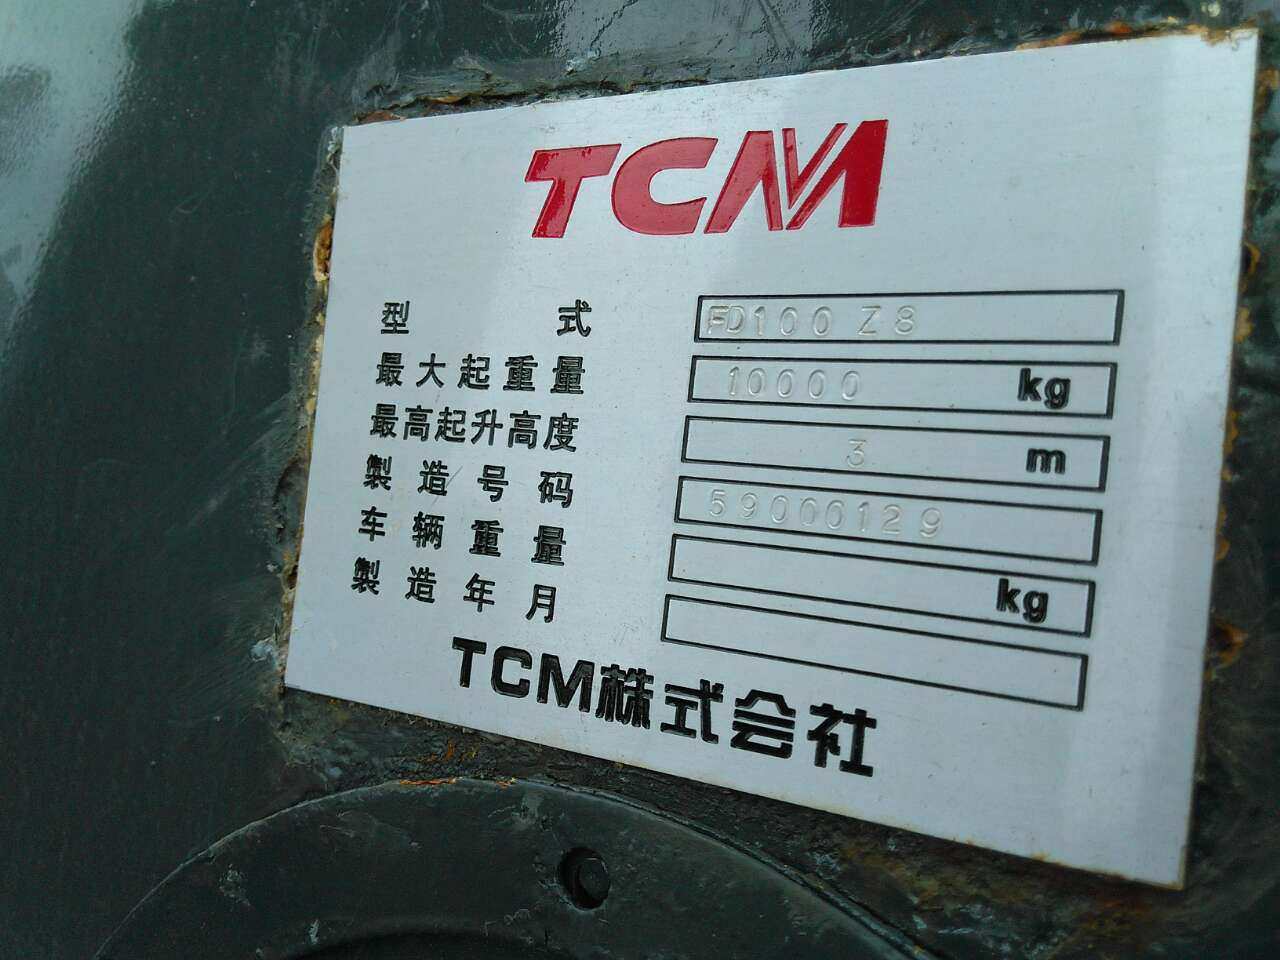 TCM
型式 FD100 Z8
最大起重量 10000 kg
最高起升高度 3 m
製造号码 59000129
车辆重量 kg
製造年月
TCM株式会社